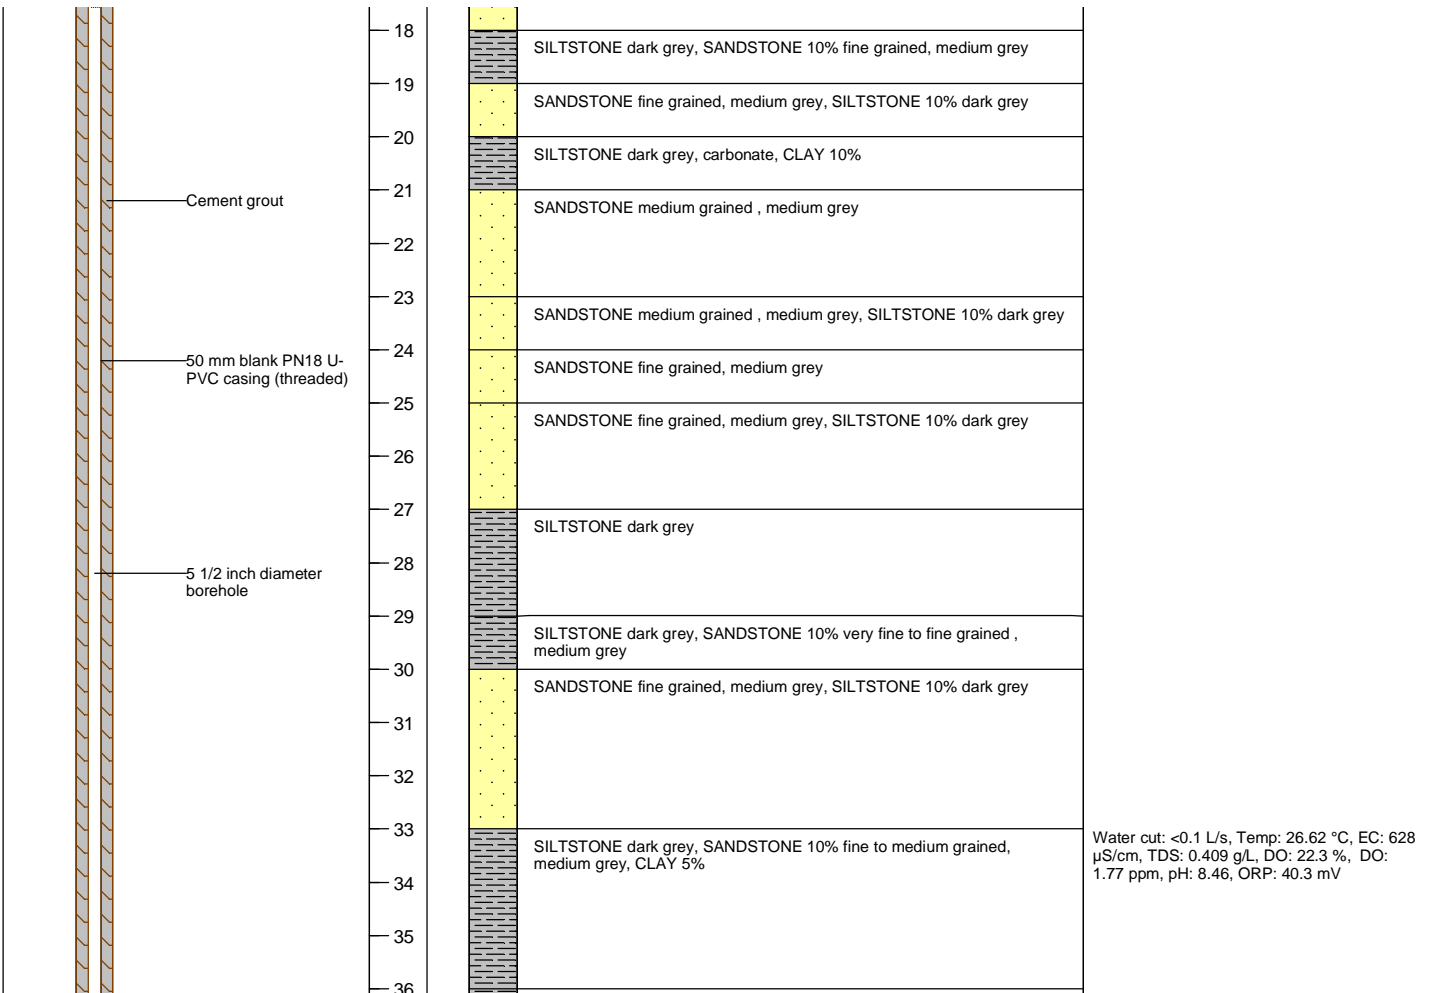 18
SILTSTONE dark grey, SANDSTONE 10% fine grained, medium grey
19
SANDSTONE fine grained, medium grey, SILTSTONE 10% dark grey
20
SILTSTONE dark grey, carbonate, CLAY 10%
21
Cement grout
SANDSTONE medium grained , medium grey
22
23
SANDSTONE medium grained , medium grey, SILTSTONE 10% dark grey
24
50 mm blank PN18 U-
PVC casing (threaded)
SANDSTONE fine grained, medium grey
25
SANDSTONE fine grained, medium grey, SILTSTONE 10% dark grey
26
27
SILTSTONE dark grey
28
5 1/2 inch diameter
borehole
29
SILTSTONE dark grey, SANDSTONE 10% very fine to fine grained ,
medium grey
30
SANDSTONE fine grained, medium grey, SILTSTONE 10% dark grey
31
32
33
SILTSTONE dark grey, SANDSTONE 10% fine to medium grained,
medium grey, CLAY 5%
Water cut: <0.1 L/s, Temp: 26.62 °C, EC: 628
µS/cm, TDS: 0.409 g/L, DO: 22.3 %,  DO:
1.77 ppm, pH: 8.46, ORP: 40.3 mV
34
35
36